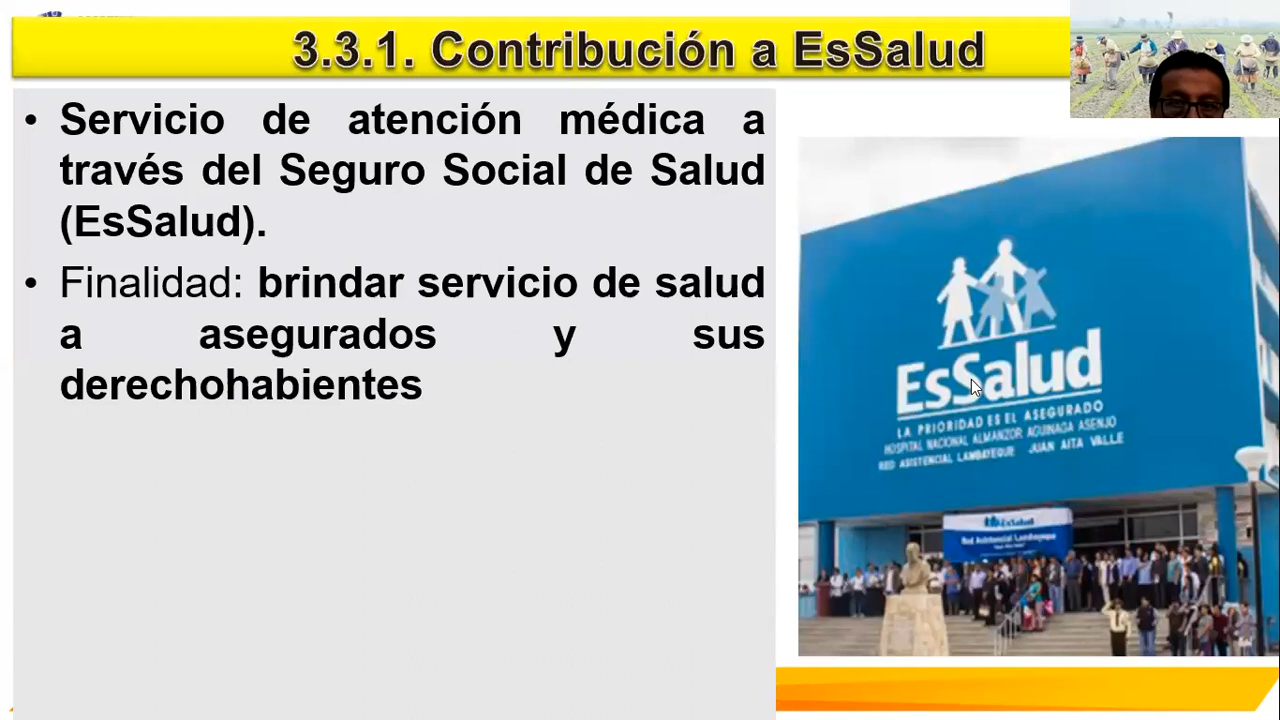 3.3.1. Contribución a EsSalud
• Servicio de atención médica a
través del Seguro Social de Salud
(EsSalud).
• Finalidad: brindar servicio de salud
a asegurados y sus
derechohabientes
EsSalud
LA PRIORIDAD ES EL ASEGURADO
HOSPITAL NACIONAL ALMANZOR AGUINAGA ASENJO
RED ASISTENCIAL LAMBAYEQUE JUAN AITA VALLE
EsSalud
Red Asistencial Lambayeque